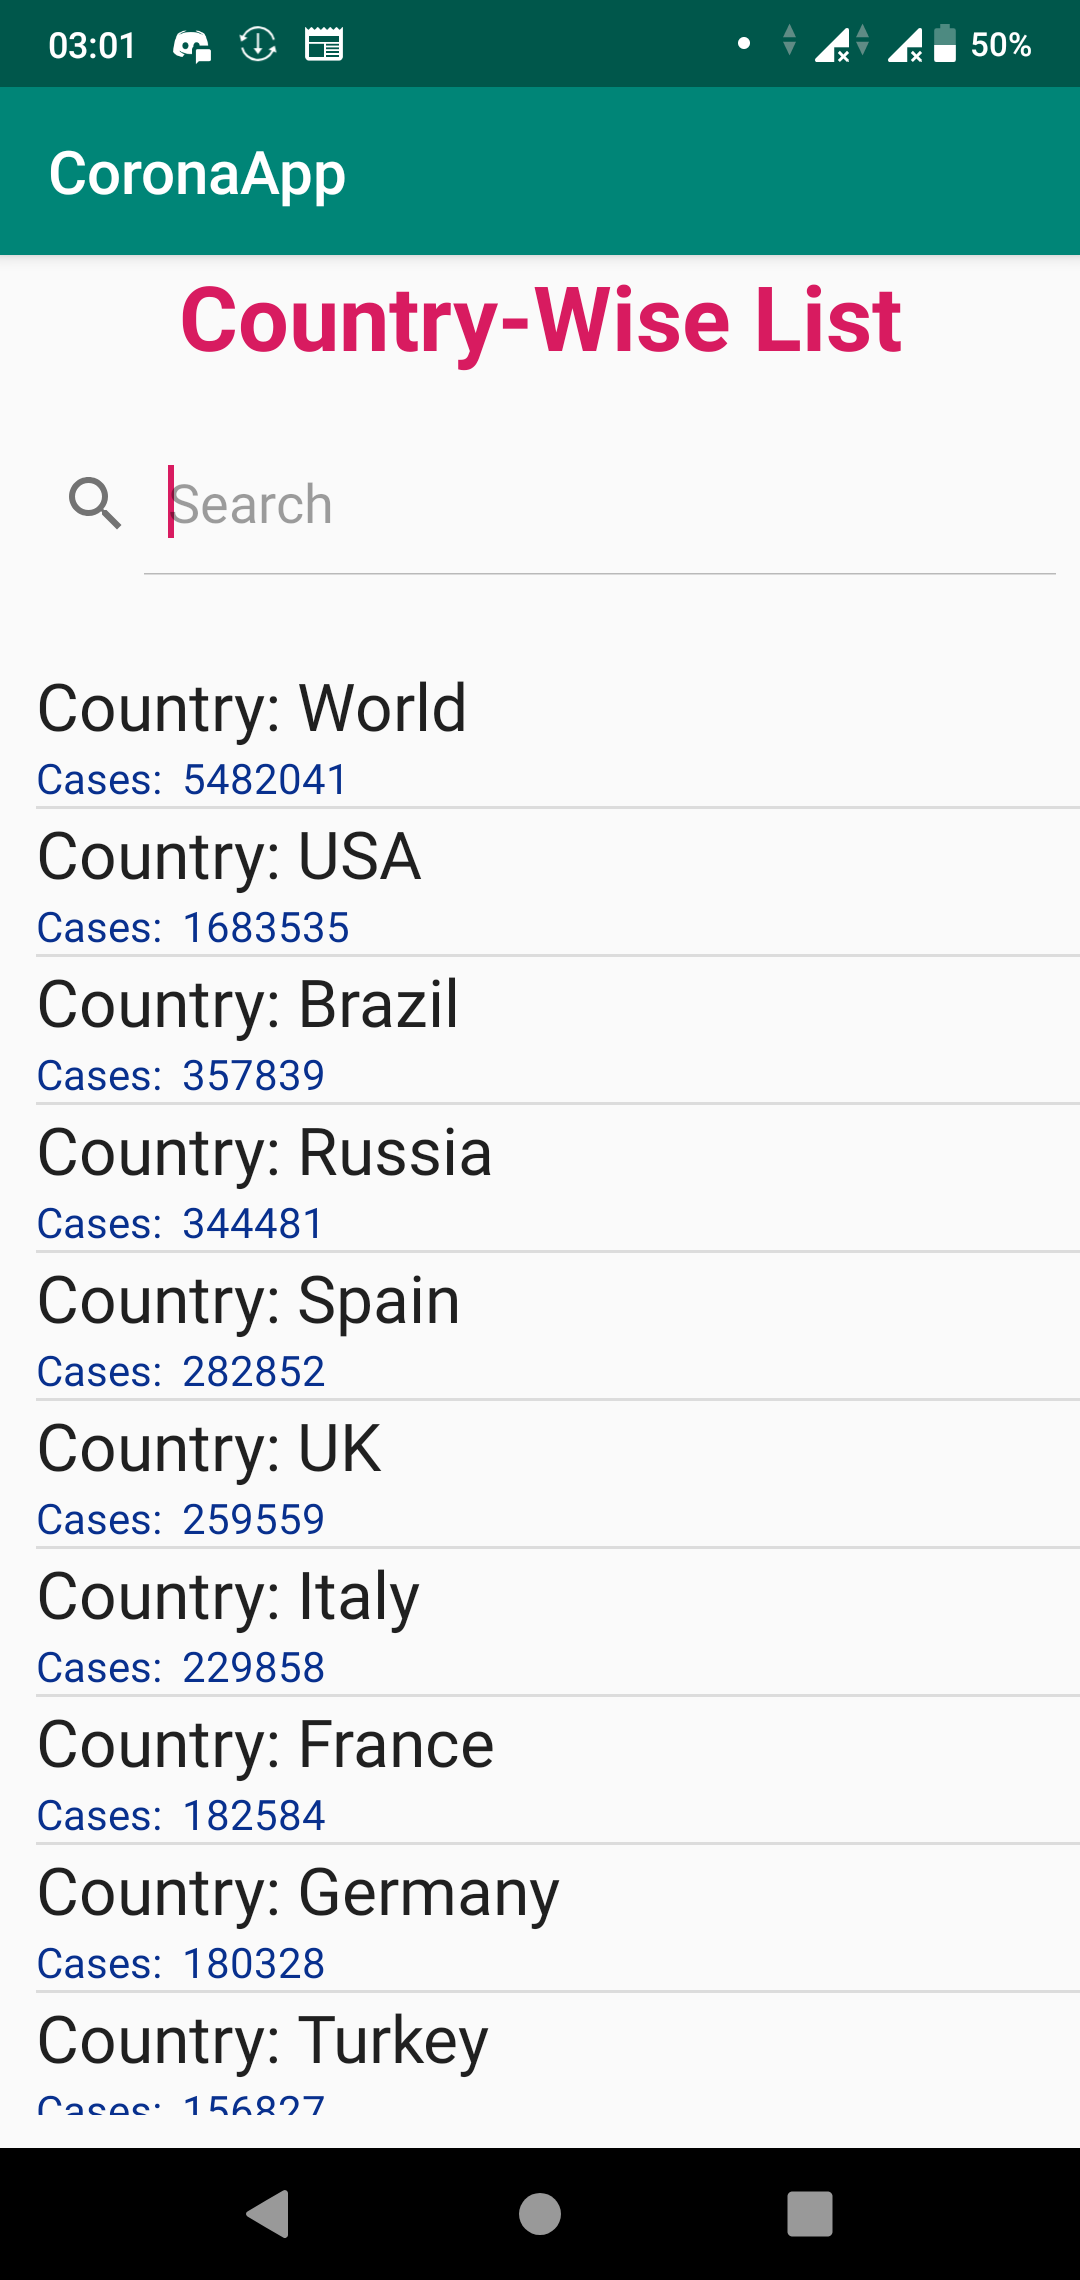 03:01
50%
CoronaApp
Country-Wise List
Search
Country: World
Cases: 5482041
Country: USA
Cases: 1683535
Country: Brazil
Cases: 357839
Country: Russia
Cases: 344481
Country: Spain
Cases: 282852
Country: UK
Cases: 259559
Country: Italy
Cases: 229858
Country: France
Cases: 182584
Country: Germany
Cases: 180328
Country: Turkey
Cases: 156827